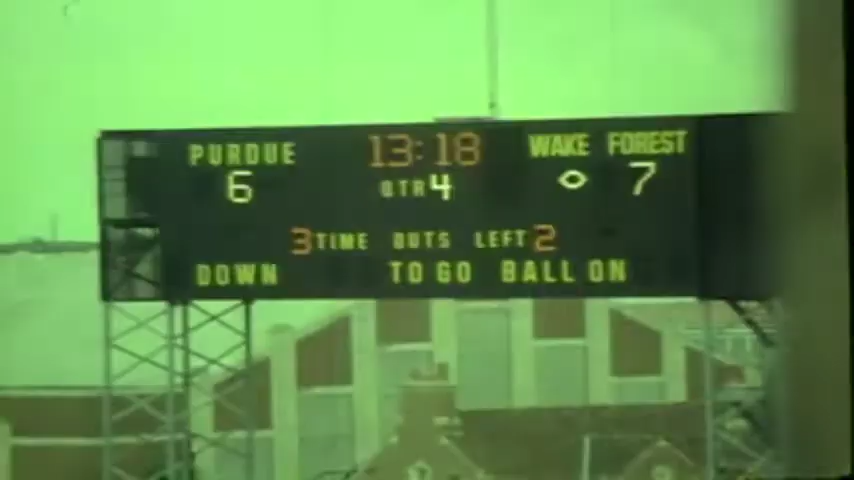 PURDUE 13:18 WAKE FOREST
6 QTR 4 7
3 TIME OUTS LEFT 2
DOWN TO GO BALL ON